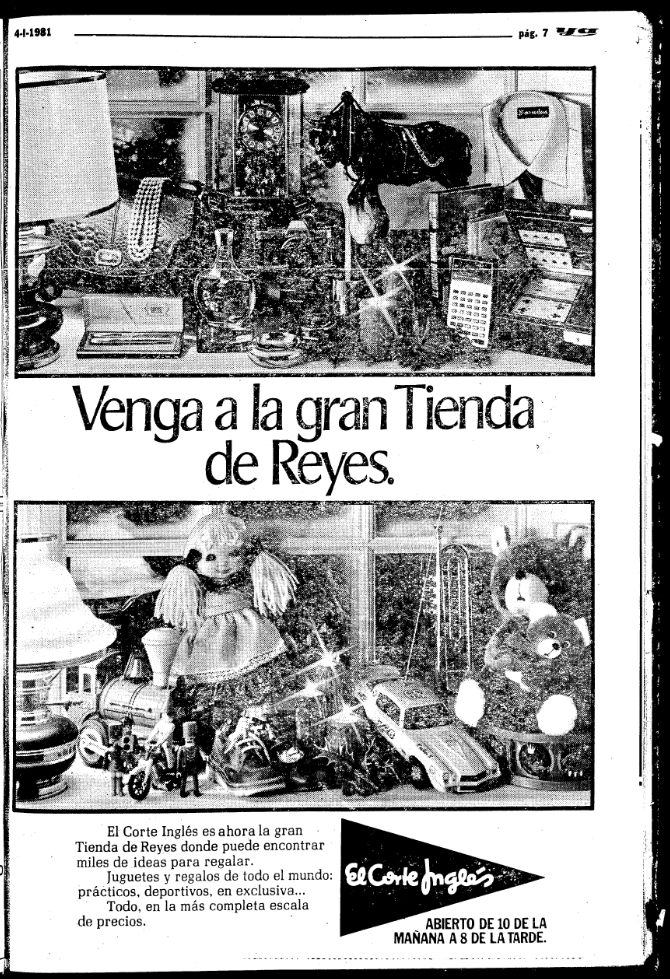 4-I-1981
pág. 7 ya
Venga a la gran Tienda
de Reyes.
El Corte Inglés es ahora la gran
Tienda de Reyes donde puede encontrar
miles de ideas para regalar.
Juguetes y regalos de todo el mundo:
prácticos, deportivos, en exclusiva...
Todo, en la más completa escala
de precios.
El Corte Inglés
ABIERTO DE 10 DE LA
MAÑANA A 8 DE LA TARDE.